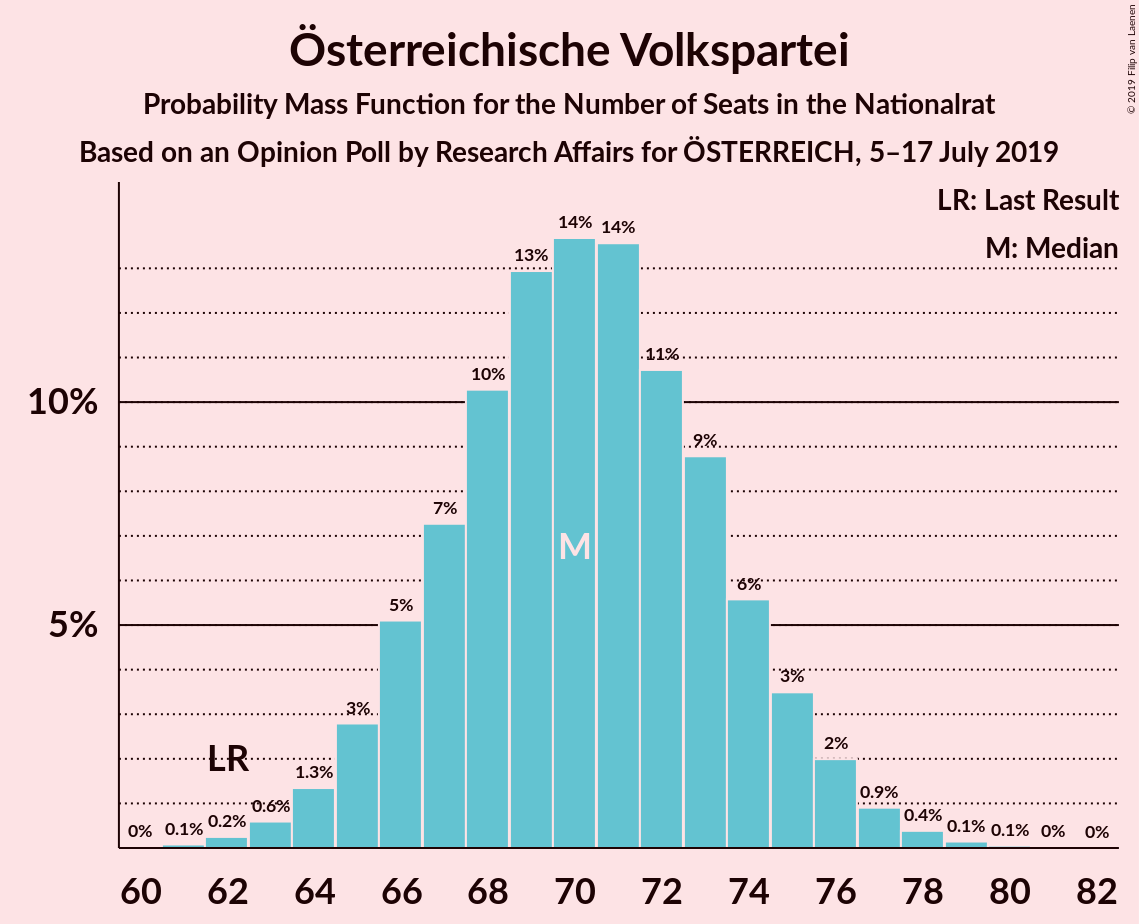 Österreichische Volkspartei
Probability Mass Function for the Number of Seats in the Nationalrat
Based on an Opinion Poll by Research Affairs for ÖSTERREICH, 5–17 July 2019
© 2019 Filip van Laenen
LR: Last Result
M: Median
10%
5%
0%
0.1%
0.2%
0.6%
1.3%
3%
5%
7%
10%
13%
14%
14%
11%
9%
6%
3%
2%
0.9%
0.4%
0.1%
0.1%
0%
0%
LR
M
60 62 64 66 68 70 72 74 76 78 80 82